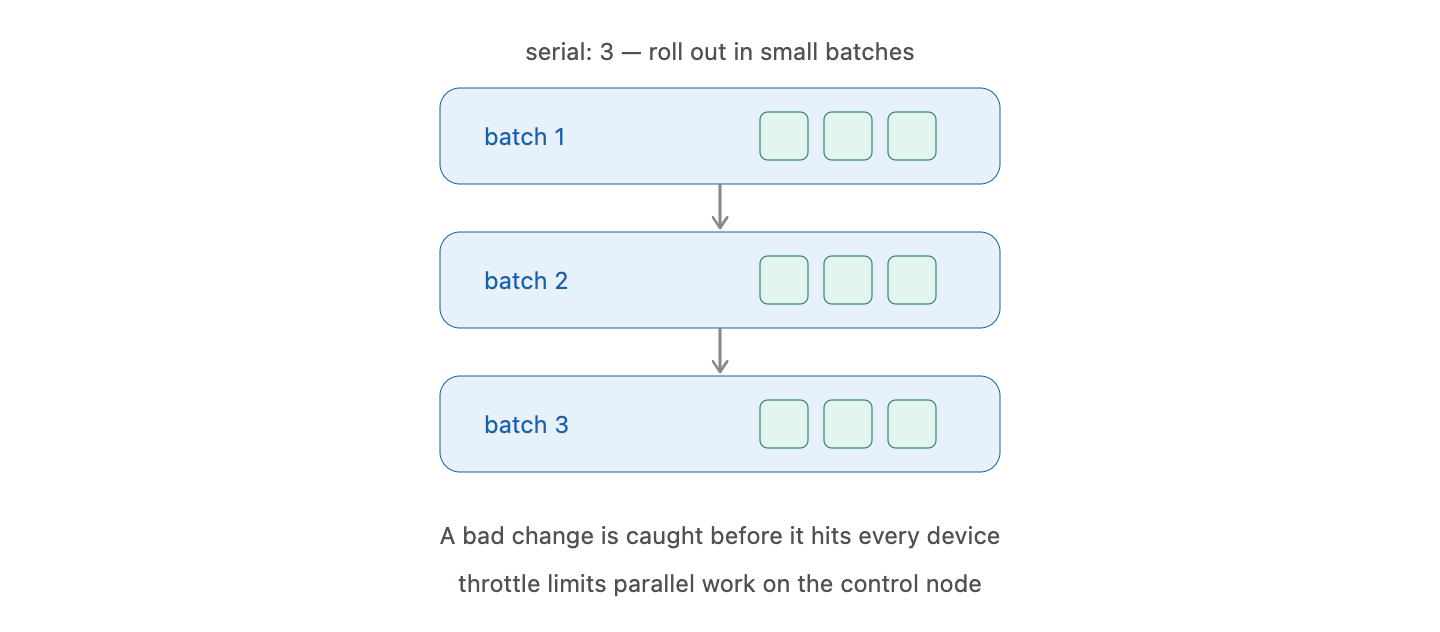 serial: 3 — roll out in small batches
batch 1
batch 2
batch 3
A bad change is caught before it hits every device
throttle limits parallel work on the control node